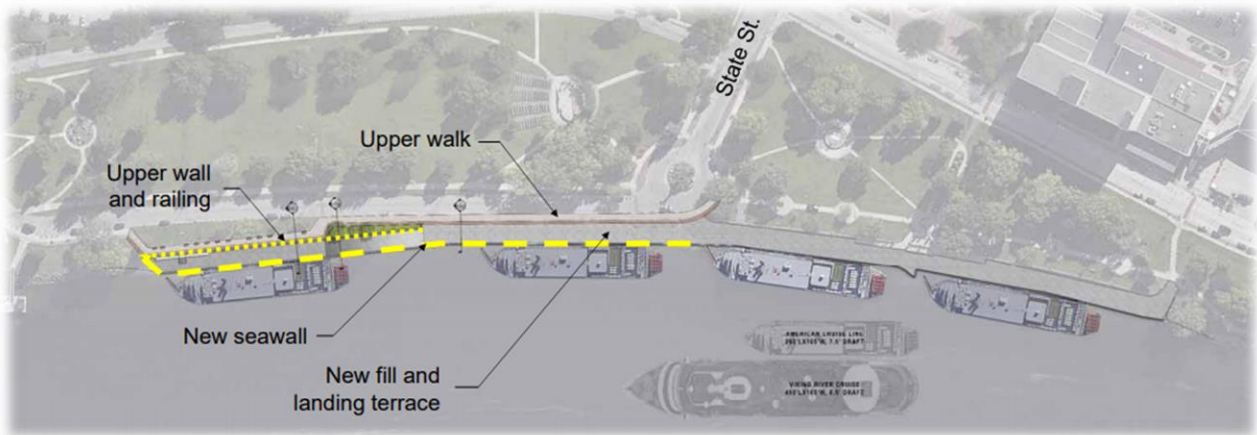 State St.
Upper walk
Upper wall
and railing
New seawall
New fill and
landing terrace
AMERICAN CRUISE LINE
VIKING RIVER CRUISE